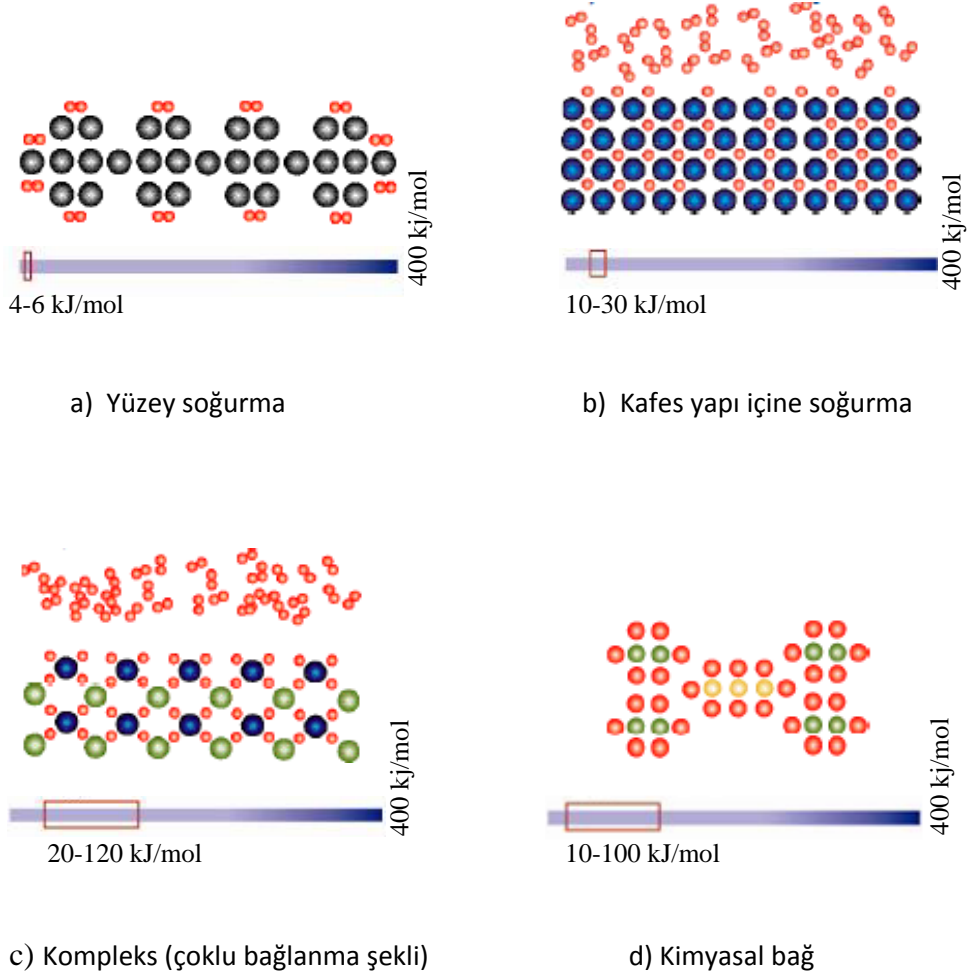 400 kj/mol
4-6 kJ/mol
400 kj/mol
10-30 kJ/mol
a) Yüzey soğurma
b) Kafes yapı içine soğurma
400 kj/mol
20-120 kJ/mol
400 kj/mol
10-100 kJ/mol
c) Kompleks (çoklu bağlanma şekli)
d) Kimyasal bağ